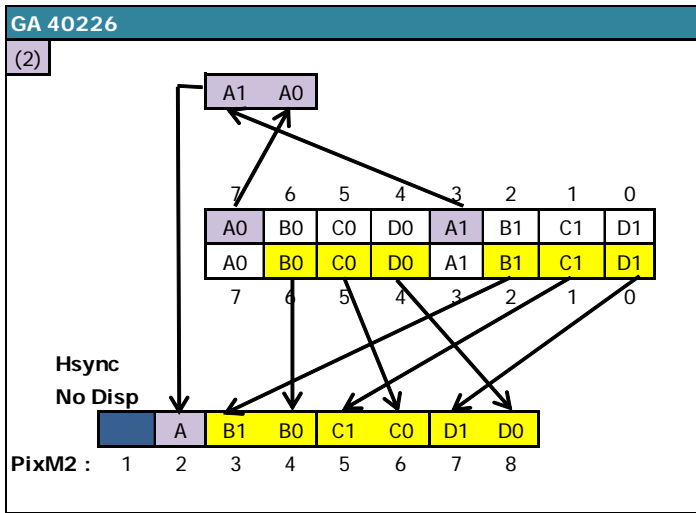 GA 40226
(2)
A1 A0
7 6 5 4 3 2 1 0
A0 B0 C0 D0 A1 B1 C1 D1
A0 B0 C0 D0 A1 B1 C1 D1
7 6 5 4 3 2 1 0
Hsync
No Disp
A B1 B0 C1 C0 D1 D0
PixM2 : 1 2 3 4 5 6 7 8